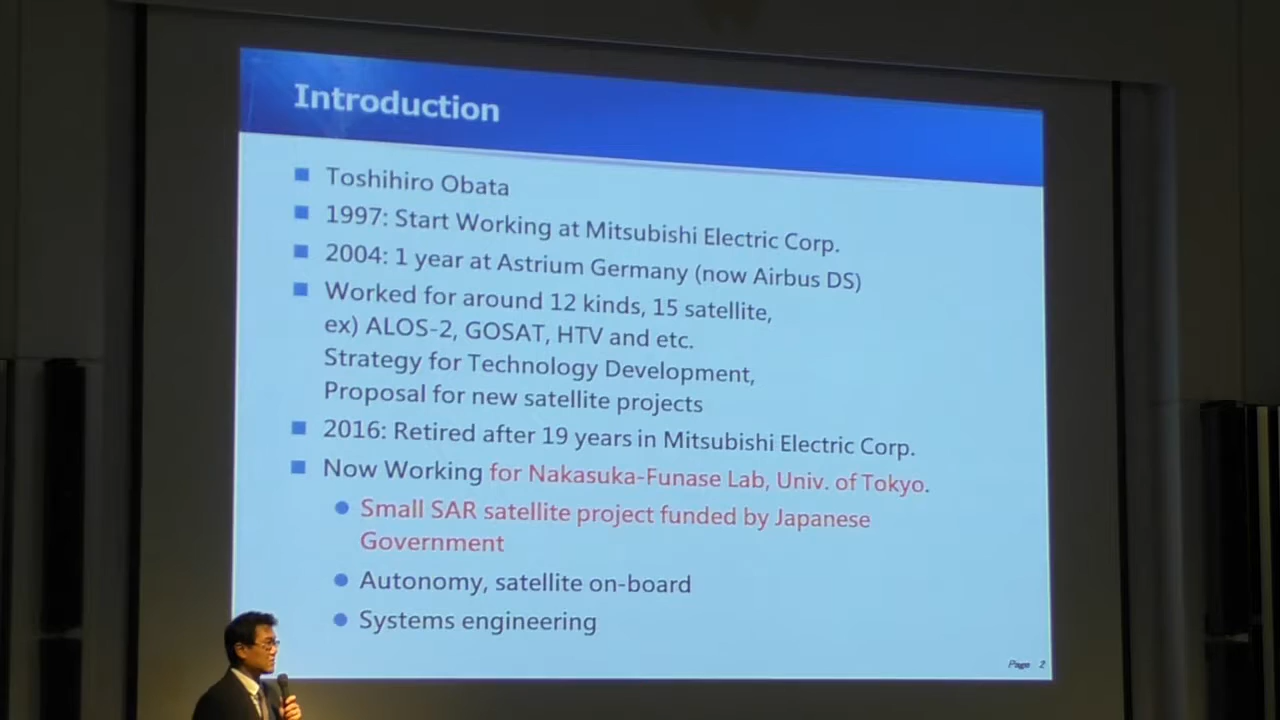 Introduction
Toshihiro Obata
1997: Start Working at Mitsubishi Electric Corp.
2004: 1 year at Astrium Germany (now Airbus DS)
Worked for around 12 kinds, 15 satellite,
ex) ALOS-2, GOSAT, HTV and etc.
Strategy for Technology Development,
Proposal for new satellite projects
2016: Retired after 19 years in Mitsubishi Electric Corp.
Now Working for Nakasuka-Funase Lab, Univ. of Tokyo.
Small SAR satellite project funded by Japanese
Government
Autonomy, satellite on-board
Systems engineering
Page 2